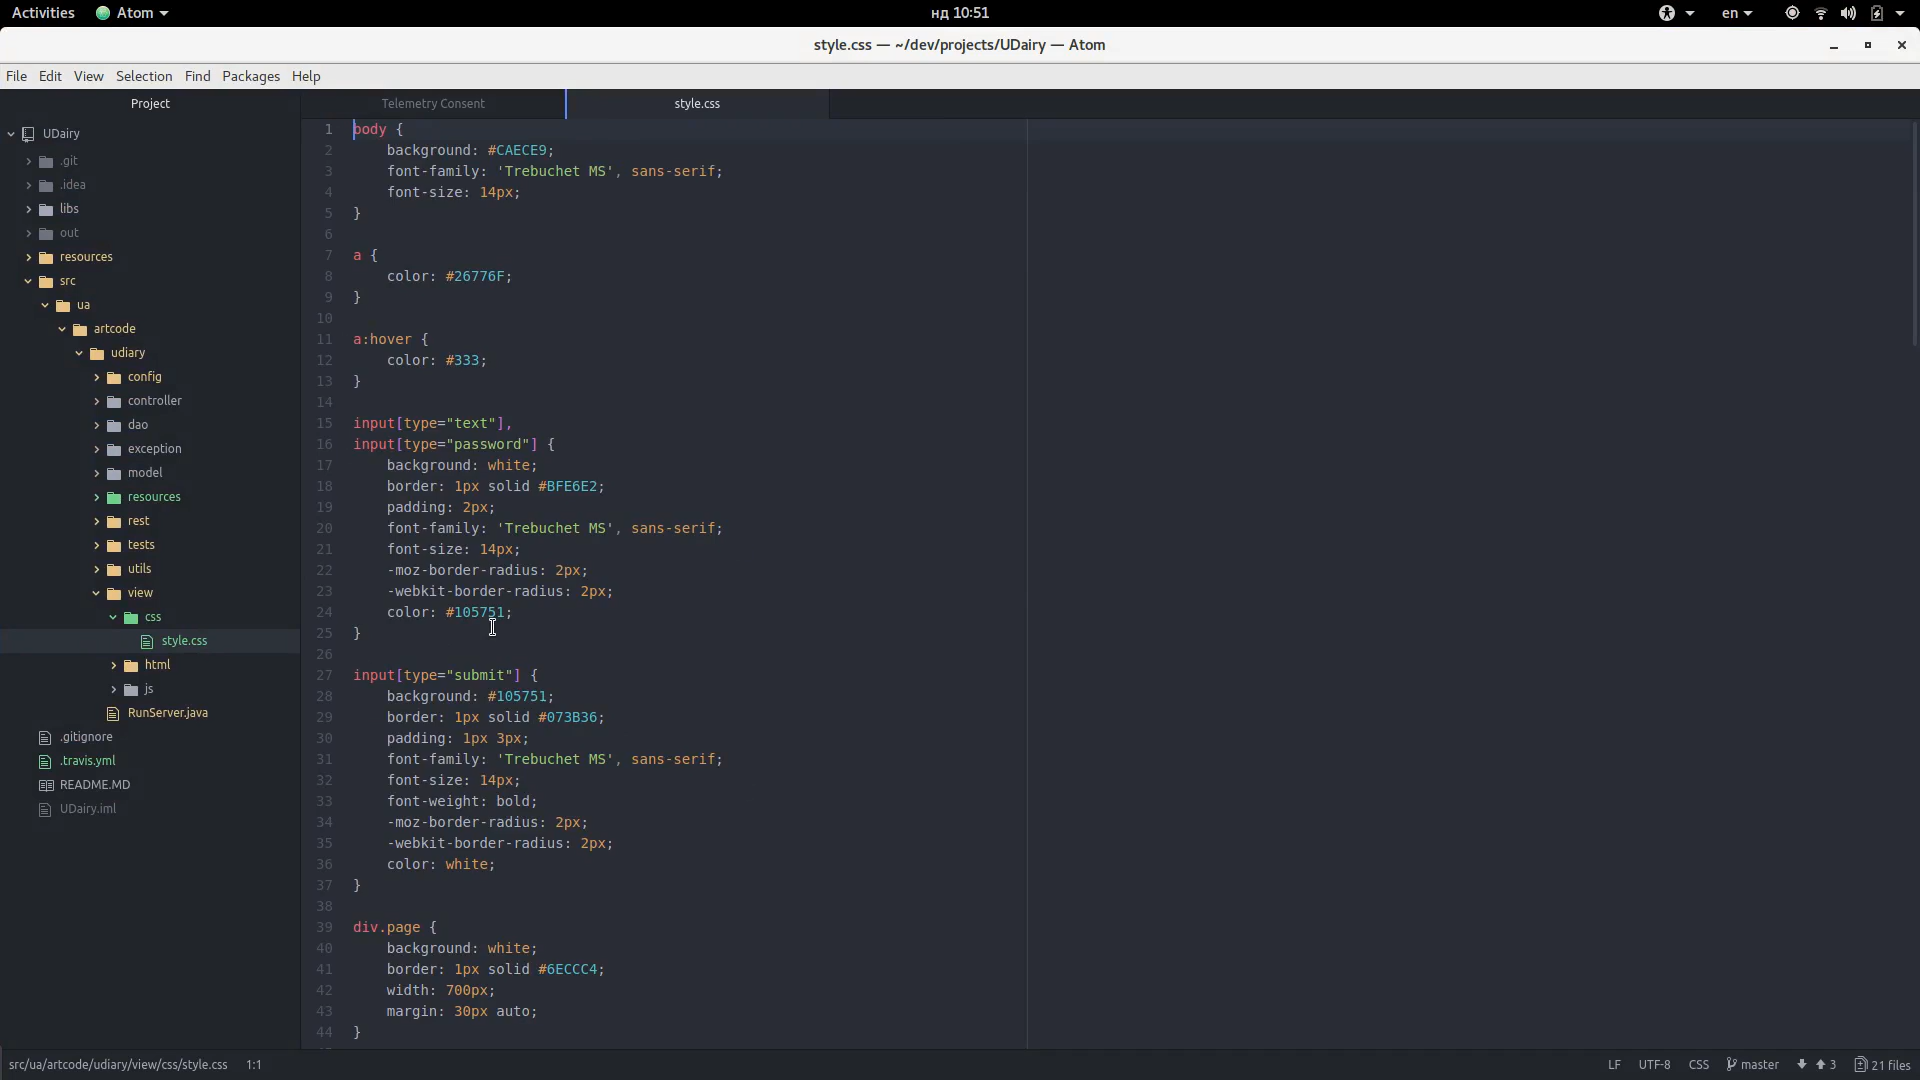 Activities Atom нд 10:51 en
style.css — ~/dev/projects/UDairy — Atom
File Edit View Selection Find Packages Help
Project
UDairy
.git
.idea
libs
out
resources
src
ua
artcode
udiary
config
controller
dao
exception
model
resources
rest
tests
utils
view
css
style.css
html
js
RunServer.java
.gitignore
.travis.yml
README.MD
UDairy.iml
Telemetry Consent style.css
1 body {
2     background: #CAECE9;
3     font-family: 'Trebuchet MS', sans-serif;
4     font-size: 14px;
5 }
6
7 a {
8     color: #26776F;
9 }
10
11 a:hover {
12     color: #333;
13 }
14
15 input[type="text"],
16 input[type="password"] {
17     background: white;
18     border: 1px solid #BFE6E2;
19     padding: 2px;
20     font-family: 'Trebuchet MS', sans-serif;
21     font-size: 14px;
22     -moz-border-radius: 2px;
23     -webkit-border-radius: 2px;
24     color: #105751;
25 }
26
27 input[type="submit"] {
28     background: #105751;
29     border: 1px solid #073B36;
30     padding: 1px 3px;
31     font-family: 'Trebuchet MS', sans-serif;
32     font-size: 14px;
33     font-weight: bold;
34     -moz-border-radius: 2px;
35     -webkit-border-radius: 2px;
36     color: white;
37 }
38
39 div.page {
40     background: white;
41     border: 1px solid #6ECCC4;
42     width: 700px;
43     margin: 30px auto;
44 }
src/ua/artcode/udiary/view/css/style.css 1:1 LF UTF-8 CSS master 3 21 files